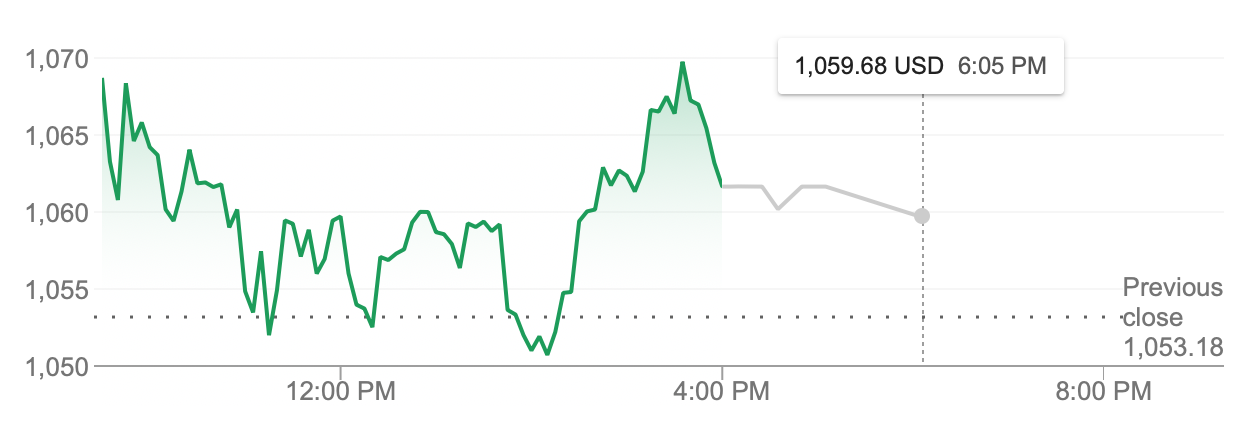 1,070
1,059.68 USD 6:05 PM
1,065
1,060
1,055
Previous
close
1,053.18
1,050
12:00 PM
4:00 PM
8:00 PM